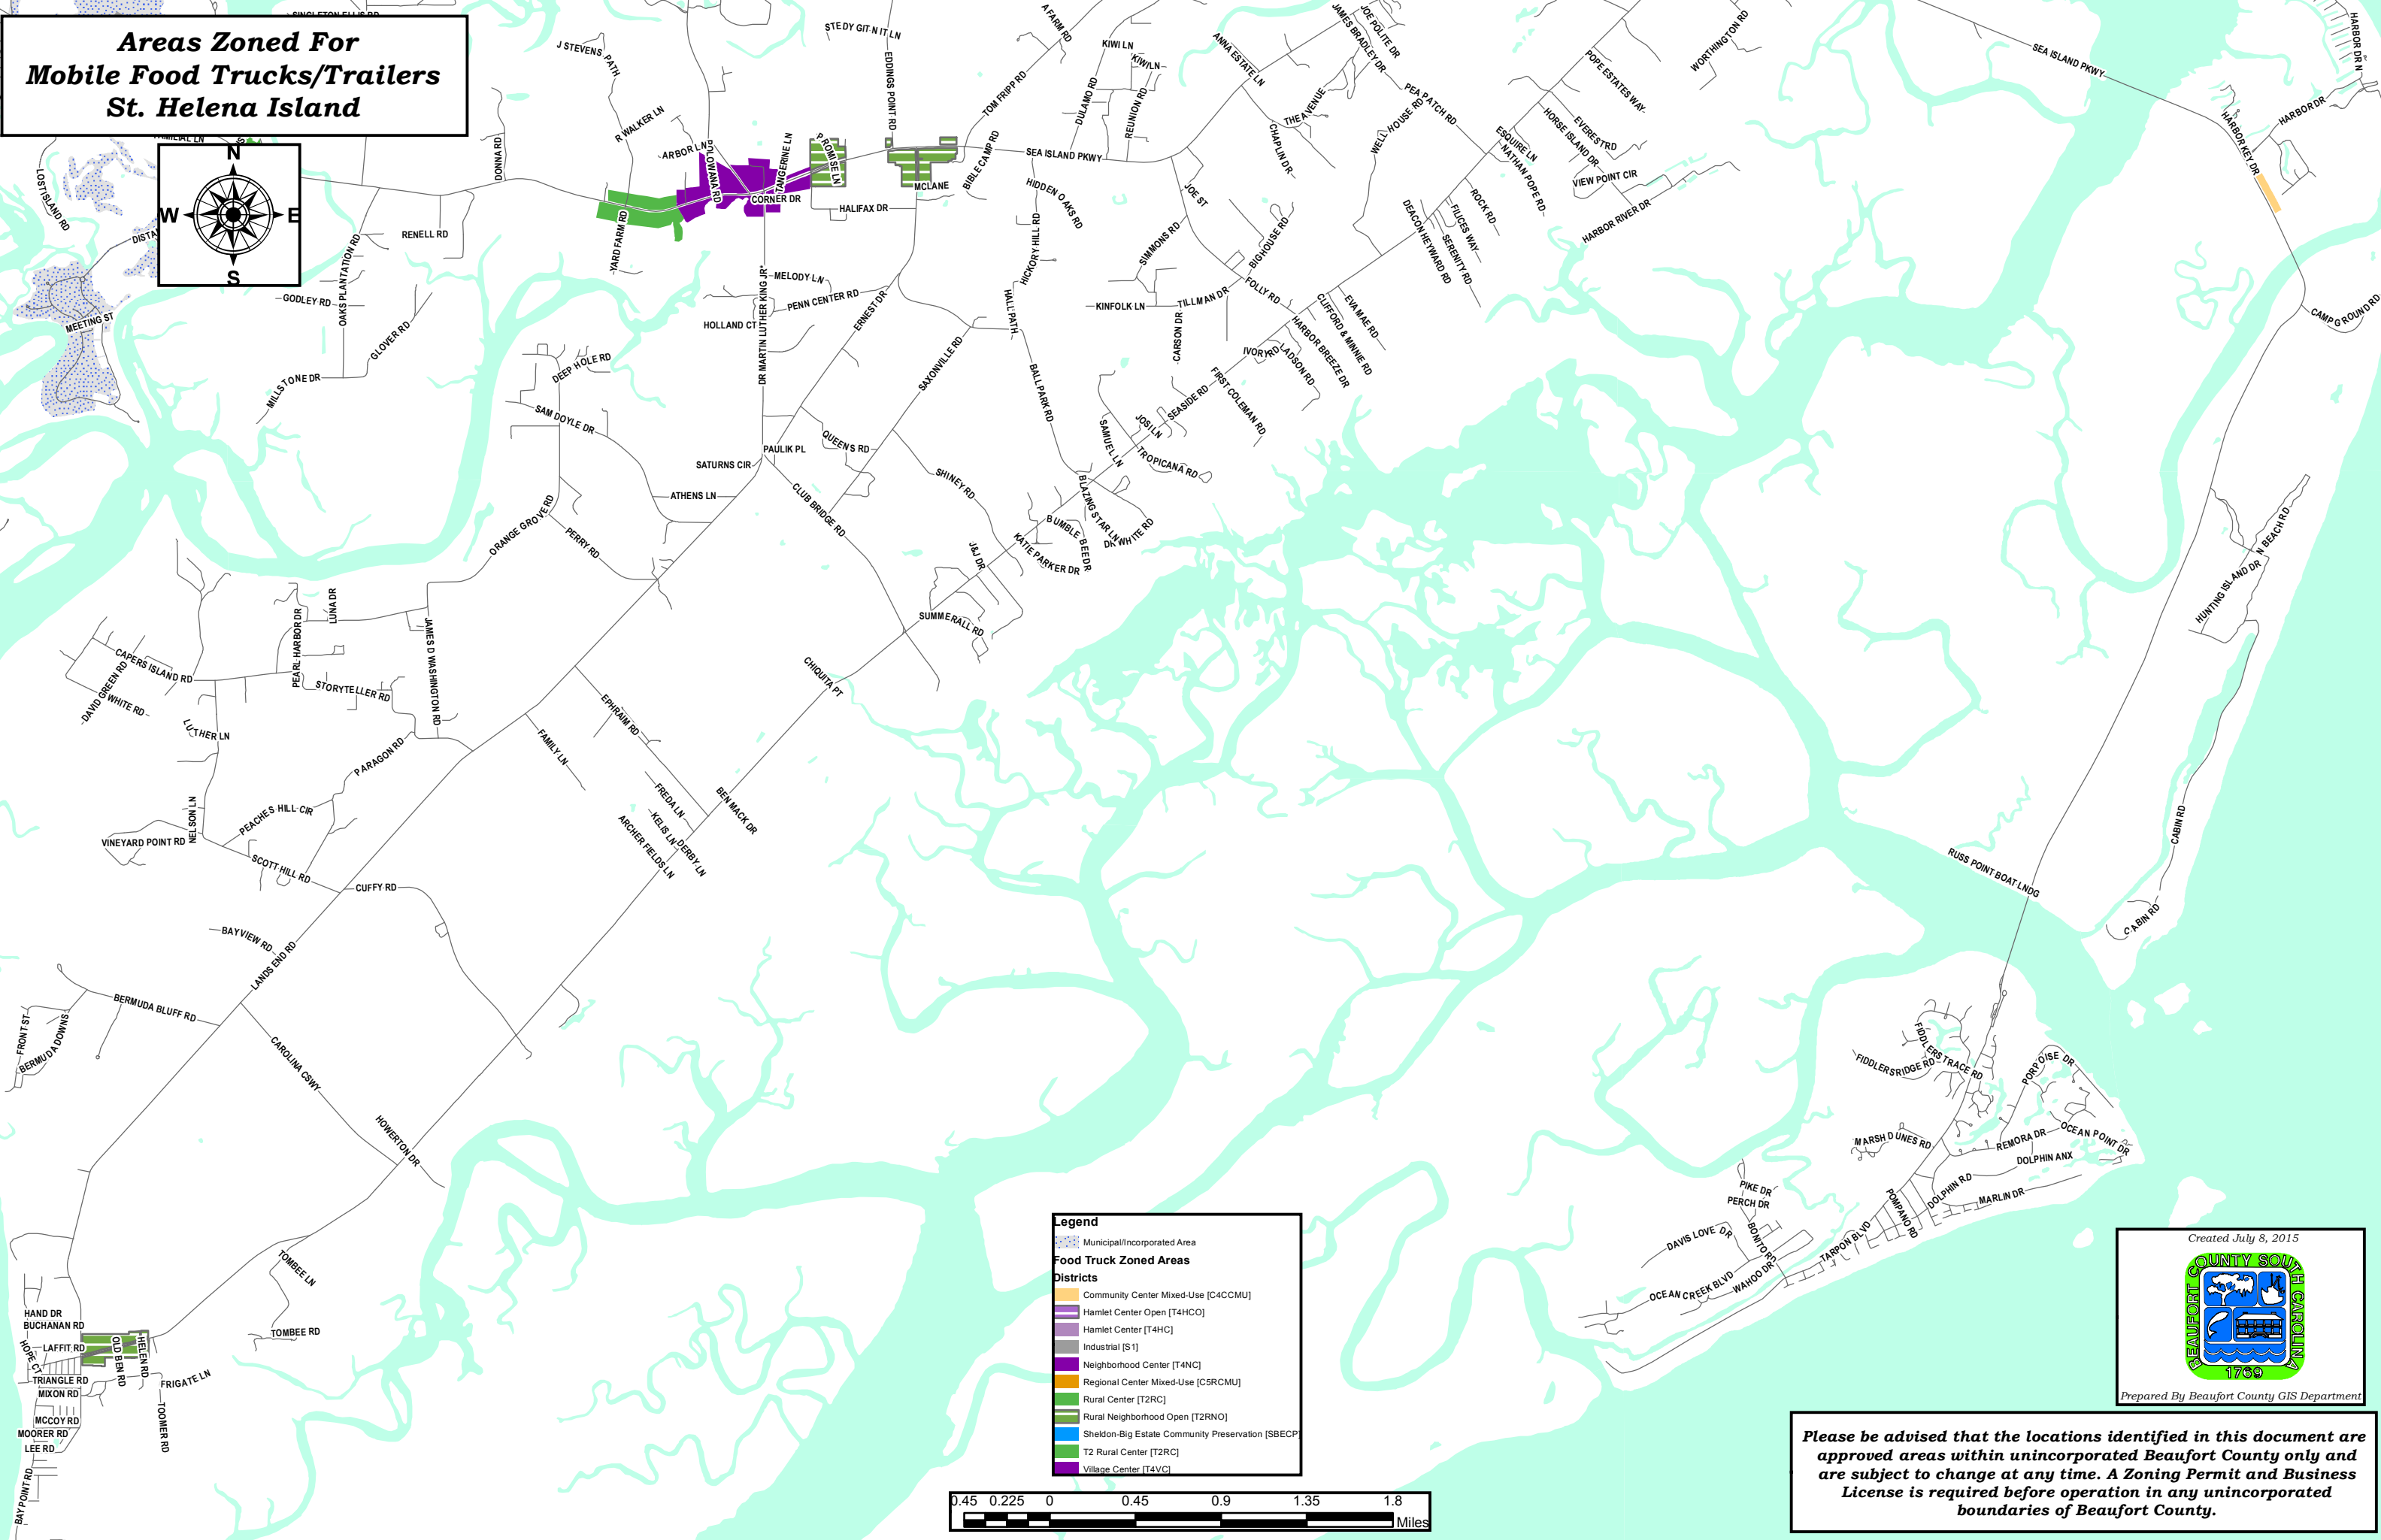 SINGLETON ELLIS RD
Areas Zoned For
Mobile Food Trucks/Trailers
St. Helena Island
FAMILIAL LN
N
W
E
S
LOST ISLAND RD
MEETING ST
J STEVENS PATH
STEDY GIT-N IT LN
EDDINGS POINT RD
A FARM RD
TOM FRIPP RD
KIWI LN
KIWI LN
DULAMO RD
REUNION RD
ANNA ESTATE LN
JAMES BRADLEY DR
JOE POLITE DR
THE AVENUE
CHAPLIN DR
WELL HOUSE RD
PEA PATCH RD
POPE ESTATES WAY
WORTHINGTON RD
HORSE ISLAND DR
EVEREST RD
ESQUIRE LN
NATHAN POPE RD
VIEW POINT CIR
HARBOR RIVER DR
SEA ISLAND PKWY
HARBOR DR N
HARBOR DR
HARBOR KEY DR
CAMPGROUND RD
DONNA RD
R WALKER LN
ARBOR LN
POLOWANA RD
TANGERINE LN
PROMISE LN
CORNER DR
HALIFAX DR
MCLANE
BIBLE CAMP RD
SEA ISLAND PKWY
HIDDEN OAKS RD
HICKORY HILL RD
JOE ST
SIMMONS RD
BIGHOUSE RD
ROCK RD
FILICES WAY
SERENITY RD
DEACON HEYWARD RD
RENELL RD
YARD FARM RD
OAKS PLANTATION RD
GODLEY RD
GLOVER RD
MILLSTONE DR
MELODY LN
PENN CENTER RD
HOLLAND CT
DR MARTIN LUTHER KING JR
ERNEST DR
SAXONVILLE RD
HALL PATH
BALL PARK RD
KINFOLK LN
TILLMAN DR
CARSON DR
FOLLY RD
CLIFFORD & MINNIE RD
EVA MAE RD
HARBOR BREEZE DR
IVORY RD
LADSON RD
FIRST COLEMAN RD
SEASIDE RD
JOSI LN
SAMUEL LN
TROPICANA RD
DEEP HOLE RD
SAM DOYLE DR
QUEENS RD
PAULIK PL
SATURNS CIR
ATHENS LN
CLUB BRIDGE RD
SHINEY RD
BLAZING STAR LN
BUMBLE BEE DR
DR WHITE RD
KATIE PARKER DR
J&J DR
SUMMERALL RD
ORANGE GROVE RD
PERRY RD
N BEACH RD
HUNTING ISLAND DR
LUNA DR
PEARL HARBOR DR
JAMES D WASHINGTON RD
CAPERS ISLAND RD
DAVID GREEN RD
WHITE RD
STORYTELLER RD
LUTHER LN
PARAGON RD
CHIQUITA PT
EPHRAIM RD
FAMILY LN
FREDA LN
BEN MACK DR
KELIS LN
DERBY LN
ARCHER FIELDS LN
NELSON LN
PEACHES HILL CIR
VINEYARD POINT RD
SCOTT HILL RD
CUFFY RD
CABIN RD
RUSS POINT BOAT LNDG
CABIN RD
BAYVIEW RD
LANDS END RD
BERMUDA BLUFF RD
FRONT ST
BERMUDA DOWNS
CAROLINA CSWY
HOWERTON DR
FIDDLERS TRACE RD
FIDDLERS RIDGE RD
PORPOISE DR
MARSH DUNES RD
REMORA DR
OCEAN POINT DR
DOLPHIN ANX
DOLPHIN RD
MARLIN DR
POMPANO RD
TARPON BLVD
PIKE DR
PERCH DR
BONITO RD
DAVIS LOVE DR
WAHOO DR
OCEAN CREEK BLVD
TOMBEE LN
TOMBEE RD
HAND DR
BUCHANAN RD
LAFFIT RD
HOPE CT
OLD BEN RD
HELEN RD
TRIANGLE RD
MIXON RD
FRIGATE LN
TOOMER RD
MCCOY RD
MOORER RD
LEE RD
BAY POINT RD
Legend
Municipal/Incorporated Area
Food Truck Zoned Areas
Districts
Community Center Mixed-Use [C4CCMU]
Hamlet Center Open [T4HCO]
Hamlet Center [T4HC]
Industrial [S1]
Neighborhood Center [T4NC]
Regional Center Mixed-Use [C5RCMU]
Rural Center [T2RC]
Rural Neighborhood Open [T2RNO]
Sheldon-Big Estate Community Preservation [SBECP]
T2 Rural Center [T2RC]
Village Center [T4VC]
0.45 0.225 0 0.45 0.9 1.35 1.8
Miles
Created July 8, 2015
BEAUFORT COUNTY SOUTH CAROLINA
1769
Prepared By Beaufort County GIS Department
Please be advised that the locations identified in this document are
approved areas within unincorporated Beaufort County only and
are subject to change at any time. A Zoning Permit and Business
License is required before operation in any unincorporated
boundaries of Beaufort County.